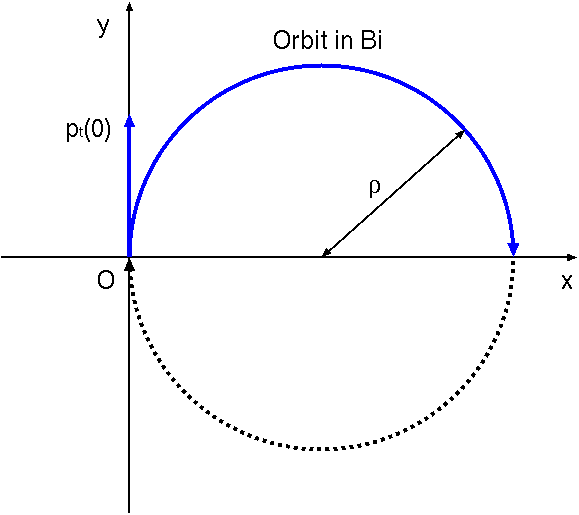 y
Orbit in Bi
pt(0)
ρ
O
x